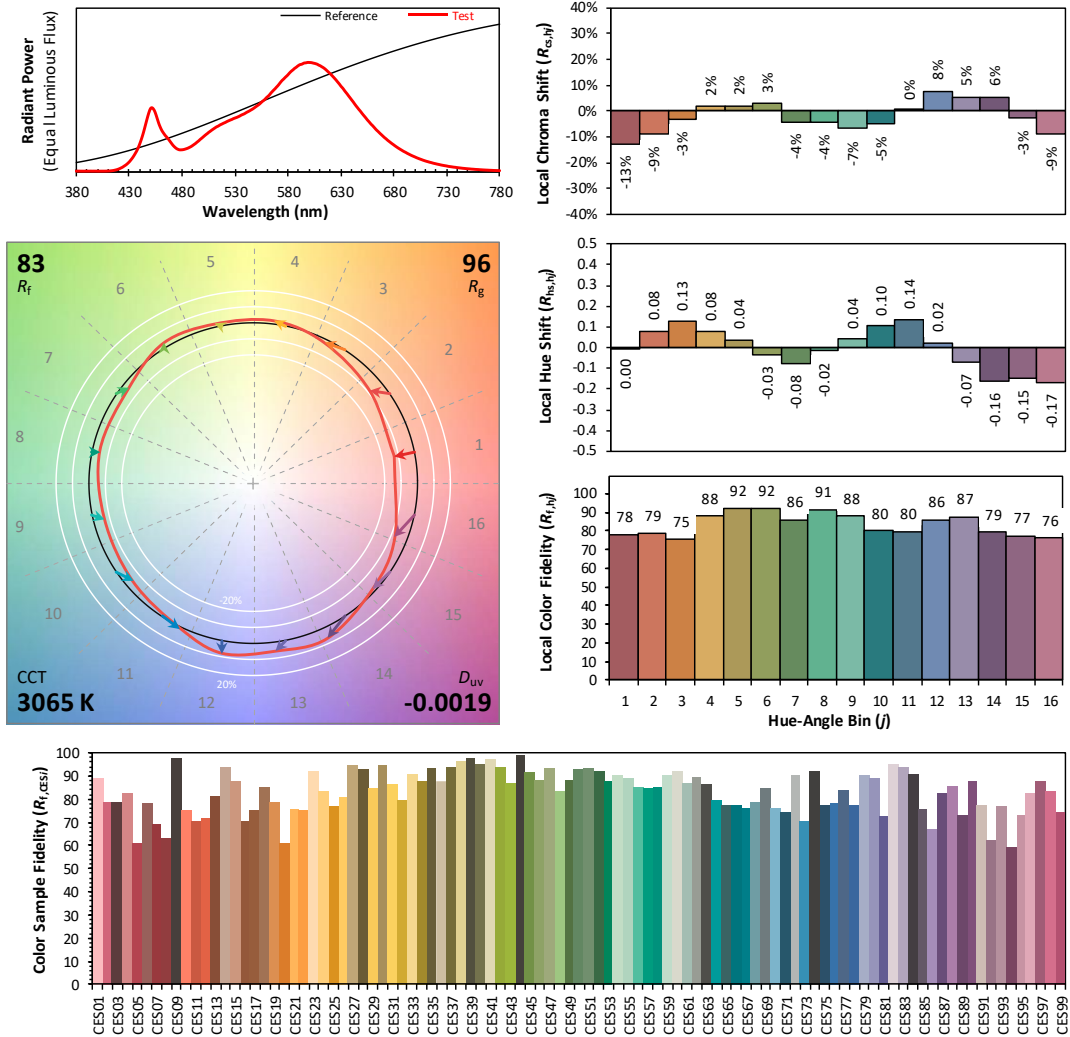 Radiant Power
(Equal Luminous Flux)
Reference
Test
380 430 480 530 580 630 680 730 780
Wavelength (nm)
Local Chroma Shift (Rcs,hj)
40%
30%
20%
10%
0%
-10%
-20%
-30%
-40%
-13% -9% -3% 2% 2% 3% -4% -4% -7% -5% 0% 8% 5% 6% -3% -9%
83
Rf
96
Rg
5 4
6 3
7 2
8 1
9 16
10 15
11 14
12 13
-20%
20%
CCT
3065 K
Duv
-0.0019
Local Hue Shift (Rhs,hj)
0.5
0.4
0.3
0.2
0.1
0.0
-0.1
-0.2
-0.3
-0.4
-0.5
0.00 0.08 0.13 0.08 0.04 -0.03 -0.08 -0.02 0.04 0.10 0.14 0.02 -0.07 -0.16 -0.15 -0.17
Local Color Fidelity (Rf,hj)
100
90
80
70
60
50
40
30
20
10
0
78 79 75 88 92 92 86 91 88 80 80 86 87 79 77 76
1 2 3 4 5 6 7 8 9 10 11 12 13 14 15 16
Hue-Angle Bin (j)
Color Sample Fidelity (Rf,CESi)
100
90
80
70
60
50
40
30
20
10
0
CES01 CES03 CES05 CES07 CES09 CES11 CES13 CES15 CES17 CES19 CES21 CES23 CES25 CES27 CES29 CES31 CES33 CES35 CES37 CES39 CES41 CES43 CES45 CES47 CES49 CES51 CES53 CES55 CES57 CES59 CES61 CES63 CES65 CES67 CES69 CES71 CES73 CES75 CES77 CES79 CES81 CES83 CES85 CES87 CES89 CES91 CES93 CES95 CES97 CES99